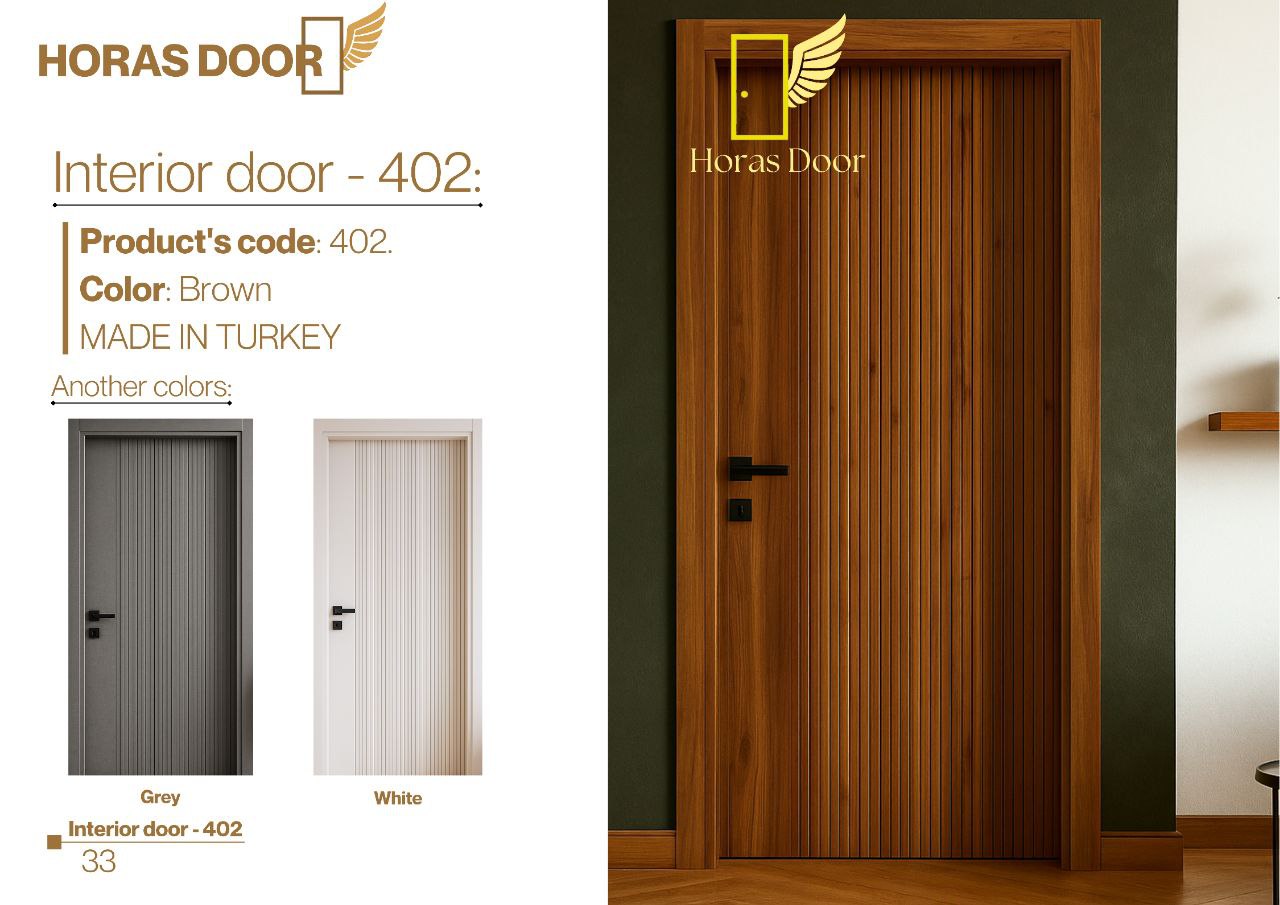 HORAS DOOR
Interior door - 402:
Product's code: 402.
Color: Brown
MADE IN TURKEY
Another colors:
Grey
White
Interior door - 402
33
Horas Door